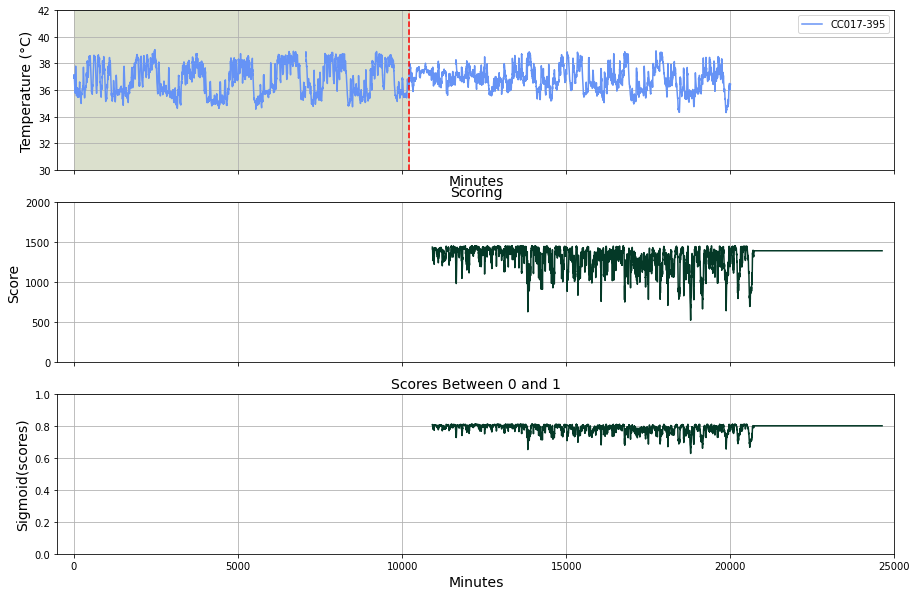 42
40
38
36
34
32
30
Temperature (°C)
CC017-395
Minutes
Scoring
2000
1500
1000
500
0
Score
Scores Between 0 and 1
1.0
0.8
0.6
0.4
0.2
0.0
Sigmoid(scores)
0 5000 10000 15000 20000 25000
Minutes